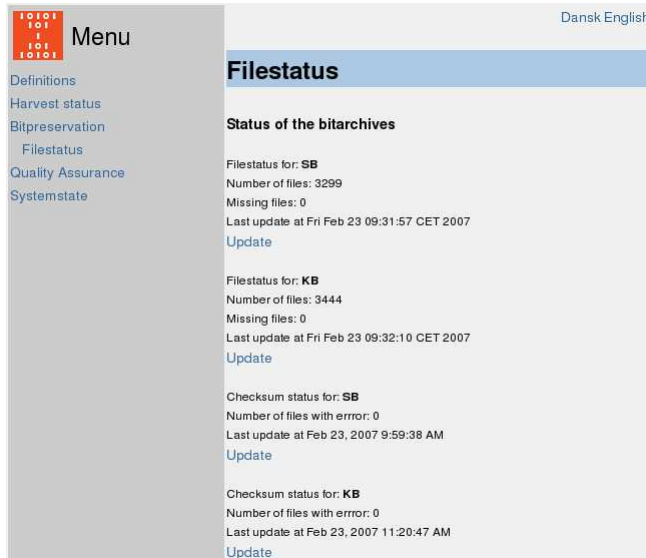 10101
101
1
101
10101
Menu
Definitions
Harvest status
Bitpreservation
Filestatus
Quality Assurance
Systemstate
Dansk English
Filestatus
Status of the bitarchives
Filestatus for: SB
Number of files: 3299
Missing files: 0
Last update at Fri Feb 23 09:31:57 CET 2007
Update
Filestatus for: KB
Number of files: 3444
Missing files: 0
Last update at Fri Feb 23 09:32:10 CET 2007
Update
Checksum status for: SB
Number of files with errror: 0
Last update at Feb 23, 2007 9:59:38 AM
Update
Checksum status for: KB
Number of files with errror: 0
Last update at Feb 23, 2007 11:20:47 AM
Update